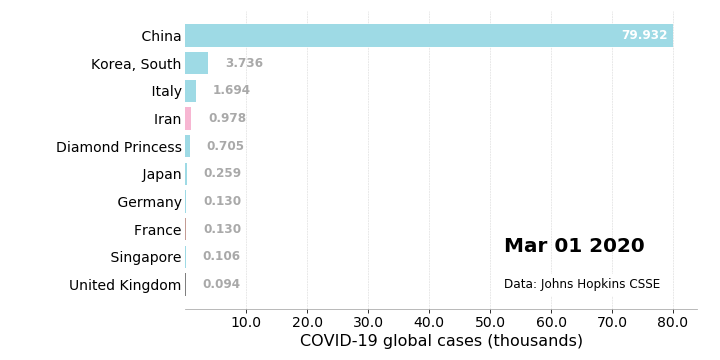 China 79.932
Korea, South 3.736
Italy 1.694
Iran 0.978
Diamond Princess 0.705
Japan 0.259
Germany 0.130
France 0.130
Singapore 0.106
United Kingdom 0.094
Mar 01 2020
Data: Johns Hopkins CSSE
10.0 20.0 30.0 40.0 50.0 60.0 70.0 80.0
COVID-19 global cases (thousands)